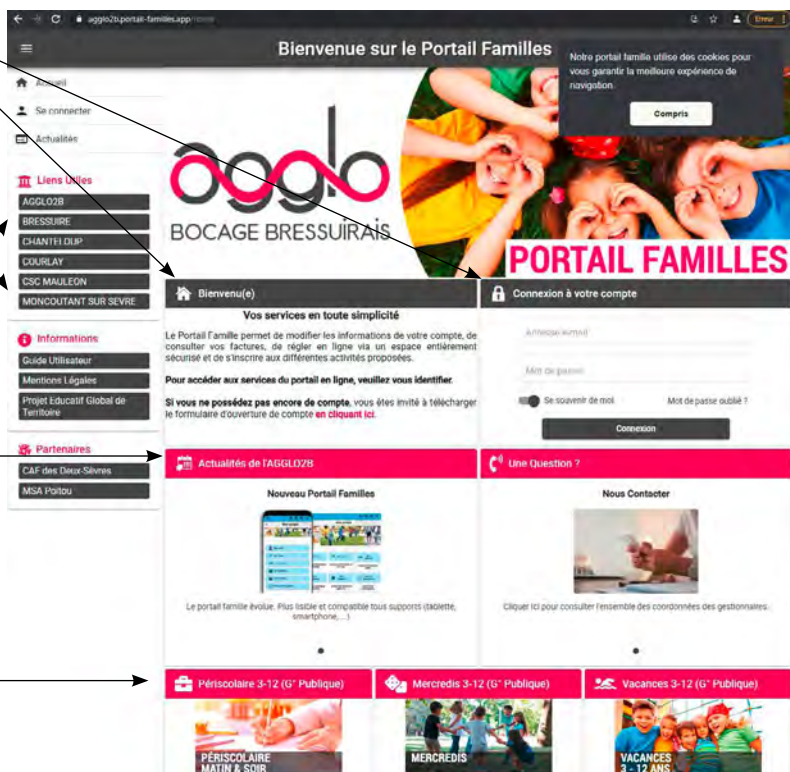 agglo2b.portail-familles.app/home
Erreur
Bienvenue sur le Portail Familles
Notre portail famille utilise des cookies pour
vous garantir la meilleure expérience de
navigation.
Compris
Accueil
Se connecter
Actualités
Liens Utiles
AGGLO2B
BRESSUIRE
CHANTELOUP
COURLAY
CSC MAULEON
MONCOUTANT SUR SEVRE
Informations
Guide Utilisateur
Mentions Légales
Projet Educatif Global de
Territoire
Partenaires
CAF des Deux-Sèvres
MSA Poitou
agglo
BOCAGE BRESSUIRAIS
PORTAIL FAMILLES
Bienvenu(e)
Vos services en toute simplicité
Le Portail Famille permet de modifier les informations de votre compte, de
consulter vos factures, de régler en ligne via un espace entièrement
sécurisé et de s'inscrire aux différentes activités proposées.
Pour accéder aux services du portail en ligne, veuillez vous identifier.
Si vous ne possédez pas encore de compte, vous êtes invité à télécharger
le formulaire d'ouverture de compte en cliquant ici.
Connexion à votre compte
Adresse email
Mot de passe
Se souvenir de moi
Mot de passe oublié ?
Connexion
Actualités de l'AGGLO2B
Nouveau Portail Familles
Le portail famille évolue. Plus lisible et compatible tous supports (tablette,
smartphone, ...)
Une Question ?
Nous Contacter
Cliquer ici pour consulter l'ensemble des coordonnées des gestionnaires.
Périscolaire 3-12 (G° Publique)
PÉRISCOLAIRE
MATIN & SOIR
Mercredis 3-12 (G° Publique)
MERCREDIS
Vacances 3-12 (G° Publique)
VACANCES
3 - 12 ANS